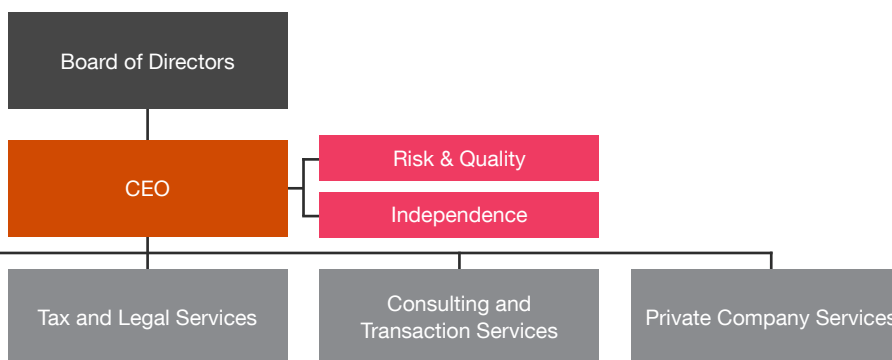 Board of Directors
CEO
Risk & Quality
Independence
Tax and Legal Services
Consulting and
Transaction Services
Private Company Services